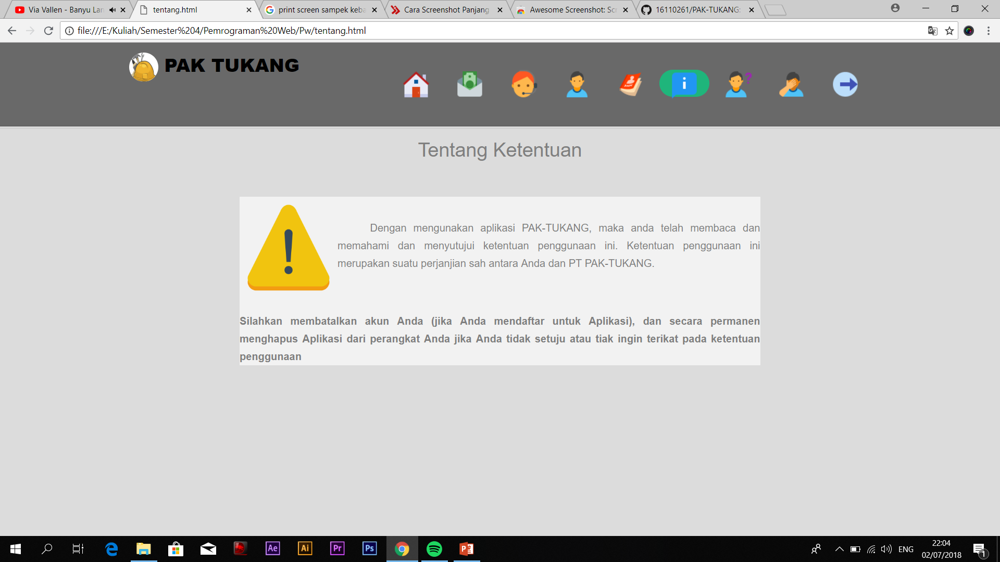 Via Vallen - Banyu Lan
tentang.html
print screen sampek keba
Cara Screenshot Panjang
Awesome Screenshot: Scr
16110261/PAK-TUKANG:
file:///E:/Kuliah/Semester%204/Pemrograman%20Web/Pw/tentang.html
PAK TUKANG
Tentang Ketentuan
Dengan mengunakan aplikasi PAK-TUKANG, maka anda telah membaca dan
memahami dan menyutujui ketentuan penggunaan ini. Ketentuan penggunaan ini
merupakan suatu perjanjian sah antara Anda dan PT PAK-TUKANG.
Silahkan membatalkan akun Anda (jika Anda mendaftar untuk Aplikasi), dan secara permanen
menghapus Aplikasi dari perangkat Anda jika Anda tidak setuju atau tiak ingin terikat pada ketentuan
penggunaan
Ae
Ai
Pr
Ps
ENG
22:04
02/07/2018
1